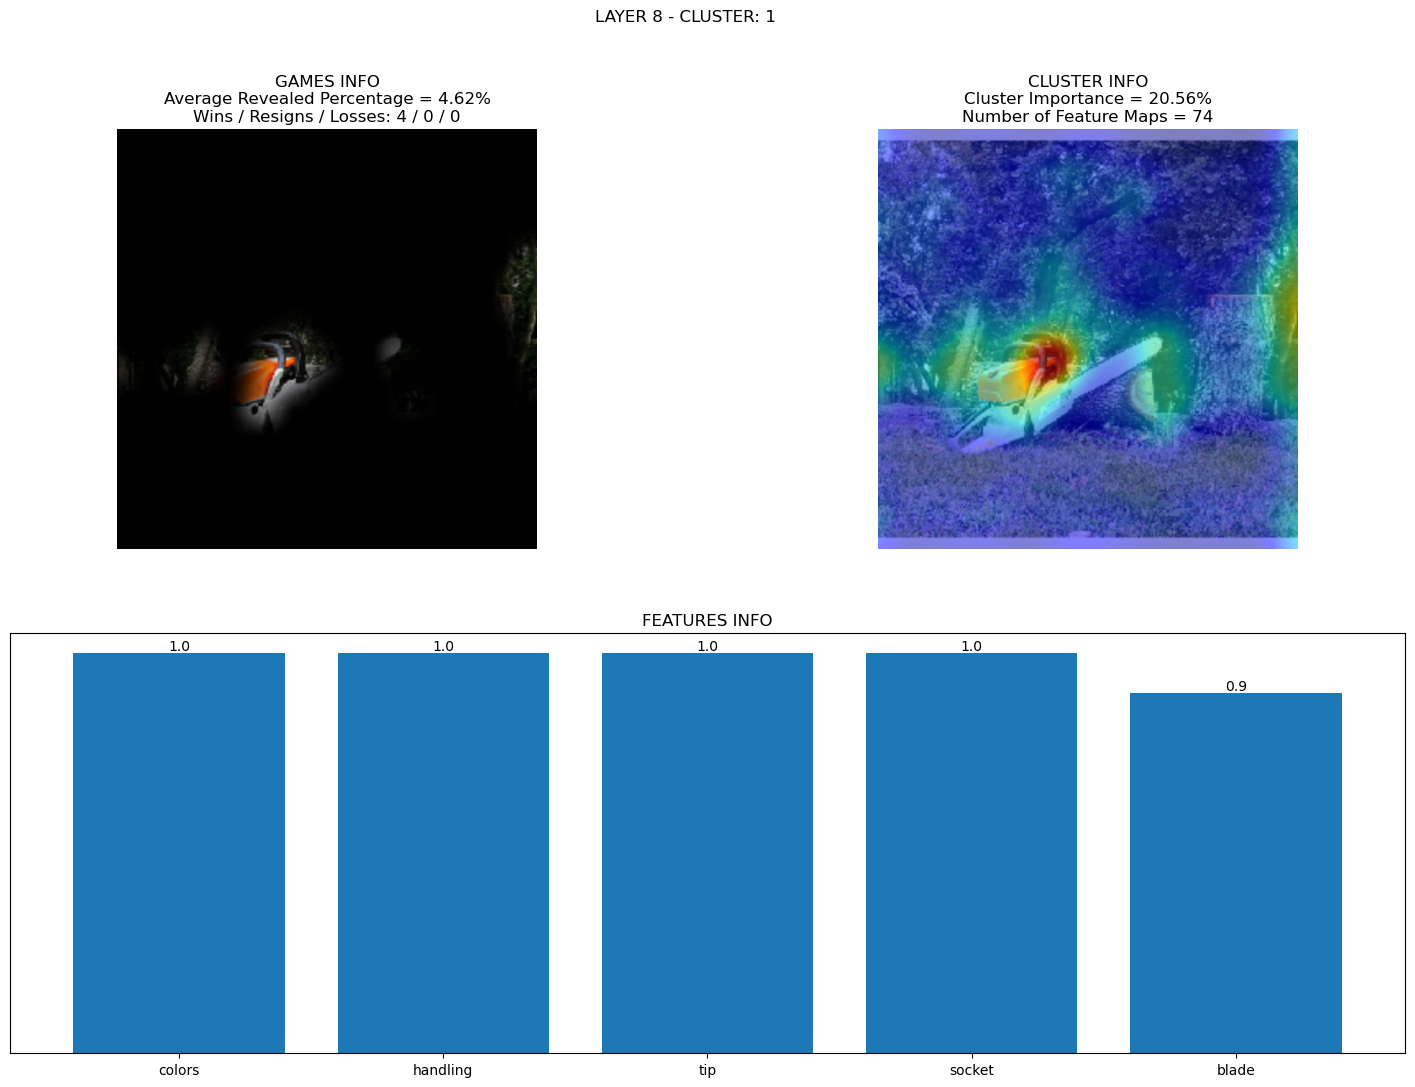 LAYER 8 - CLUSTER: 1
GAMES INFO
Average Revealed Percentage = 4.62%
Wins / Resigns / Losses: 4 / 0 / 0
CLUSTER INFO
Cluster Importance = 20.56%
Number of Feature Maps = 74
FEATURES INFO
1.0 1.0 1.0 1.0 0.9
colors handling tip socket blade